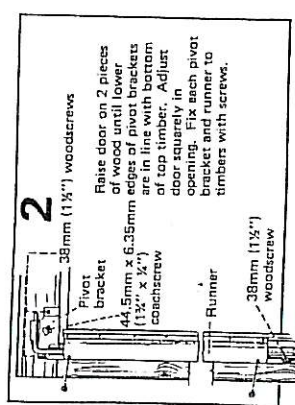 2
38mm (1½") woodscrews
Pivot
bracket
44.5mm x 6.35mm
(1¾" x ¼")
coachscrew
Raise door on 2 pieces
of wood until lower
edges of pivot brackets
are in line with bottom
of top timber. Adjust
door squarely in
opening. Fix each pivot
bracket and runner to
timbers with screws.
Runner
38mm (1½")
woodscrew